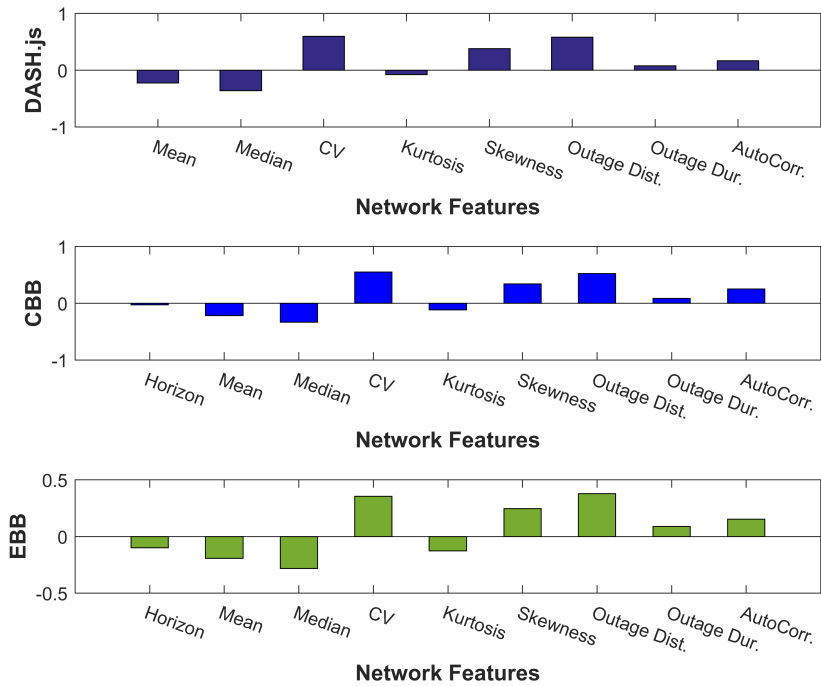 DASH.js
1
0
-1
Mean Median CV Kurtosis Skewness Outage Dist. Outage Dur. AutoCorr.
Network Features
CBB
1
0
-1
Horizon Mean Median CV Kurtosis Skewness Outage Dist. Outage Dur. AutoCorr.
Network Features
EBB
0.5
0
-0.5
Horizon Mean Median CV Kurtosis Skewness Outage Dist. Outage Dur. AutoCorr.
Network Features